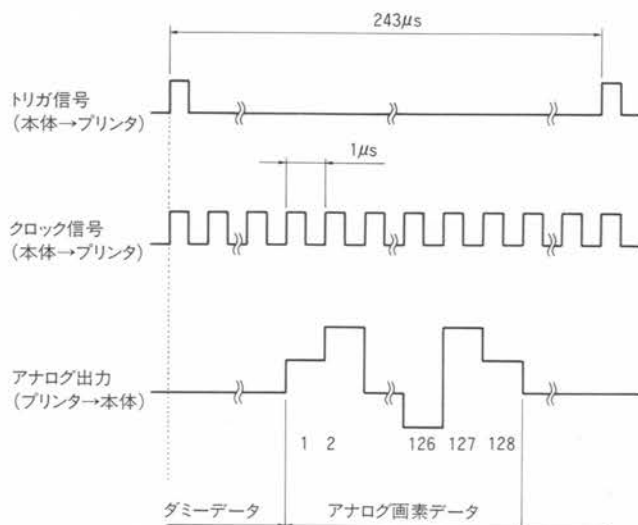 243μs
トリガ信号
(本体→プリンタ)
1μs
クロック信号
(本体→プリンタ)
アナログ出力
(プリンタ→本体)
1 2 126 127 128
ダミーデータ アナログ画素データ